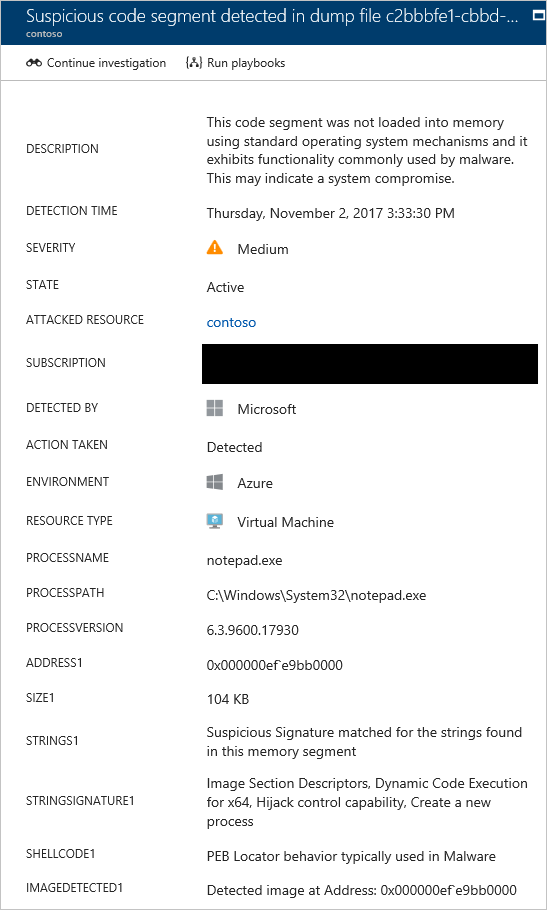 Suspicious code segment detected in dump file c2bbbfe1-cbbd-...
contoso
Continue investigation
Run playbooks
DESCRIPTION
This code segment was not loaded into memory
using standard operating system mechanisms and it
exhibits functionality commonly used by malware.
This may indicate a system compromise.
DETECTION TIME
Thursday, November 2, 2017 3:33:30 PM
SEVERITY
Medium
STATE
Active
ATTACKED RESOURCE
contoso
SUBSCRIPTION
DETECTED BY
Microsoft
ACTION TAKEN
Detected
ENVIRONMENT
Azure
RESOURCE TYPE
Virtual Machine
PROCESSNAME
notepad.exe
PROCESSPATH
C:\Windows\System32\notepad.exe
PROCESSVERSION
6.3.9600.17930
ADDRESS1
0x000000ef`e9bb0000
SIZE1
104 KB
STRINGS1
Suspicious Signature matched for the strings found
in this memory segment
STRINGSIGNATURE1
Image Section Descriptors, Dynamic Code Execution
for x64, Hijack control capability, Create a new
process
SHELLCODE1
PEB Locator behavior typically used in Malware
IMAGEDETECTED1
Detected image at Address: 0x000000ef`e9bb0000